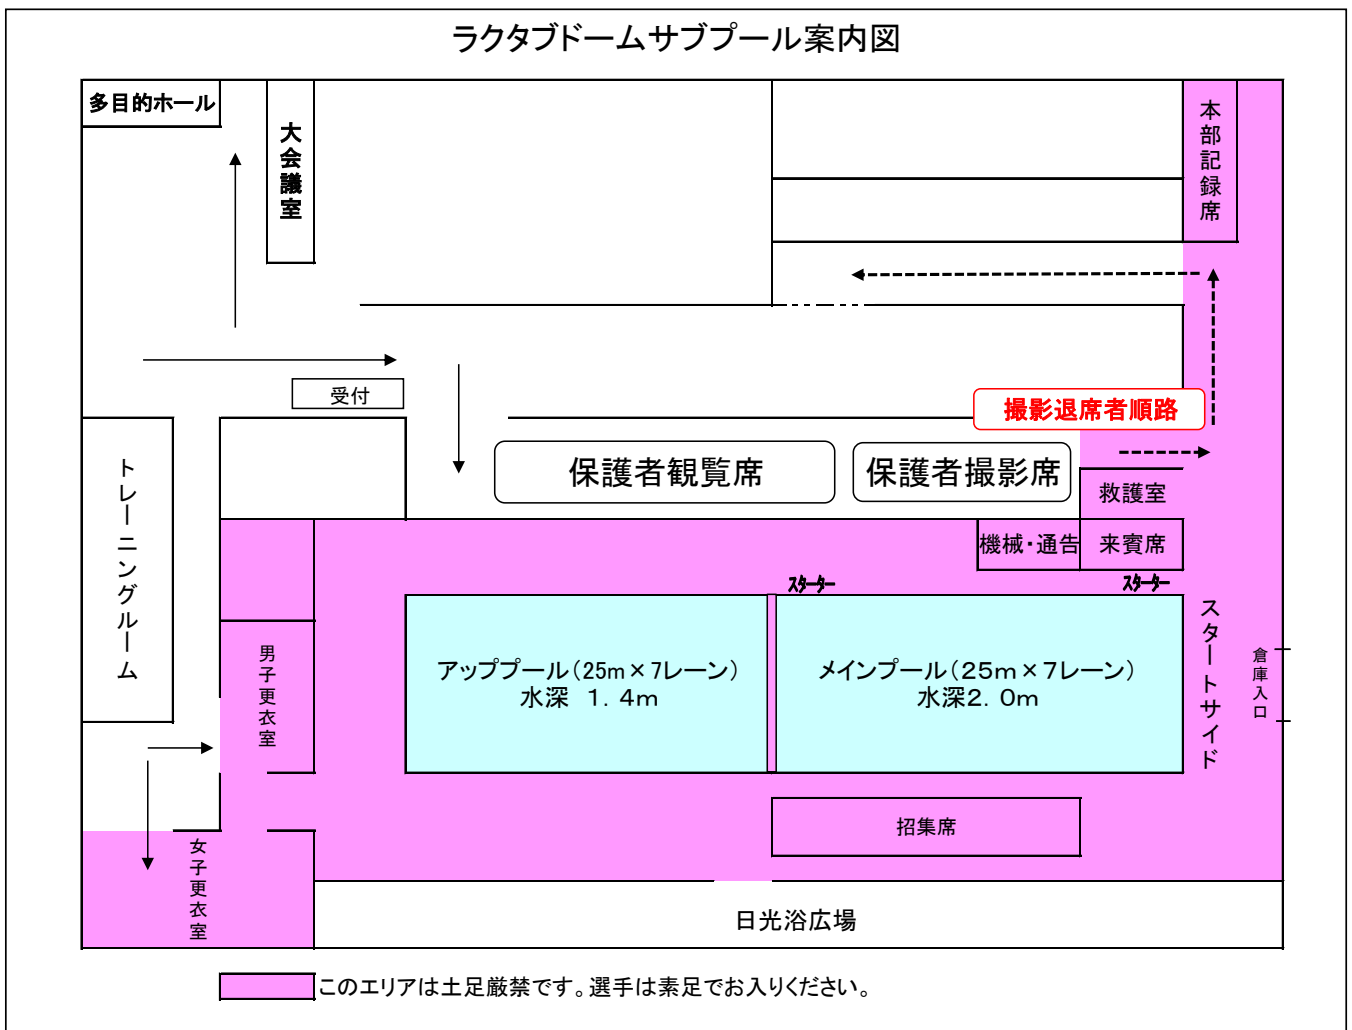 ラクタブドームサブプール案内図
多目的ホール
大会議室
本部記録席
受付
撮影退席者順路
保護者観覧席
保護者撮影席
救護室
機械・通告
来賓席
トレーニングルーム
スターター
スターター
アッププール(25m×7レーン)
水深 1.4m
メインプール(25m×7レーン)
水深2.0m
スタートサイド
倉庫入口
男子更衣室
招集席
女子更衣室
日光浴広場
このエリアは土足厳禁です。選手は素足でお入りください。